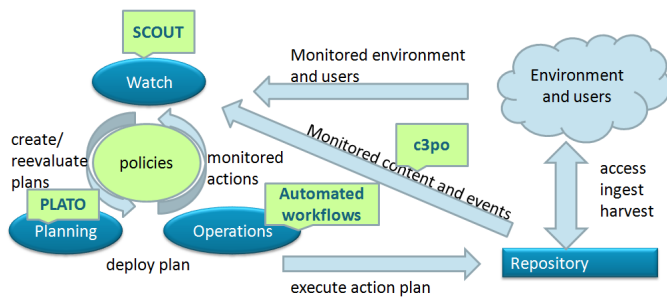 SCOUT
Watch
Monitored environment
and users
Environment
and users
create/
reevaluate
plans
policies
monitored
actions
c3po
Monitored content and events
access
ingest
harvest
PLATO
Planning
Automated
workflows
Operations
deploy plan
execute action plan
Repository